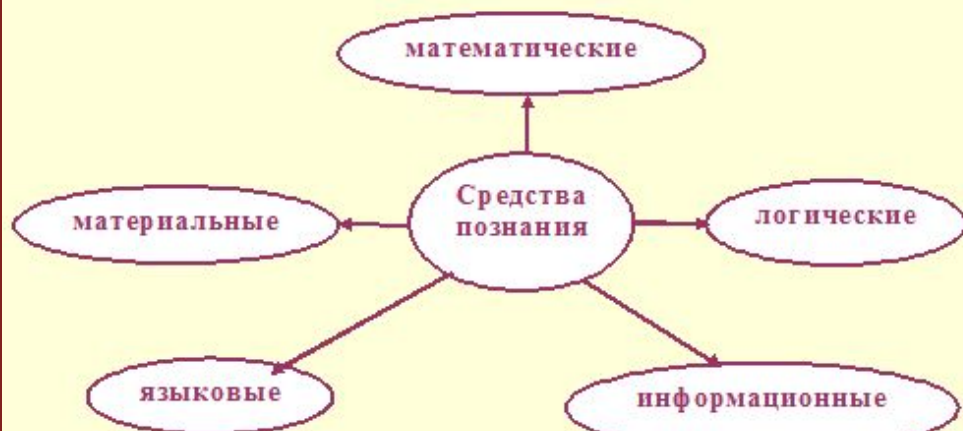 математические
Средства
познания
материальные
логические
языковые
информационные